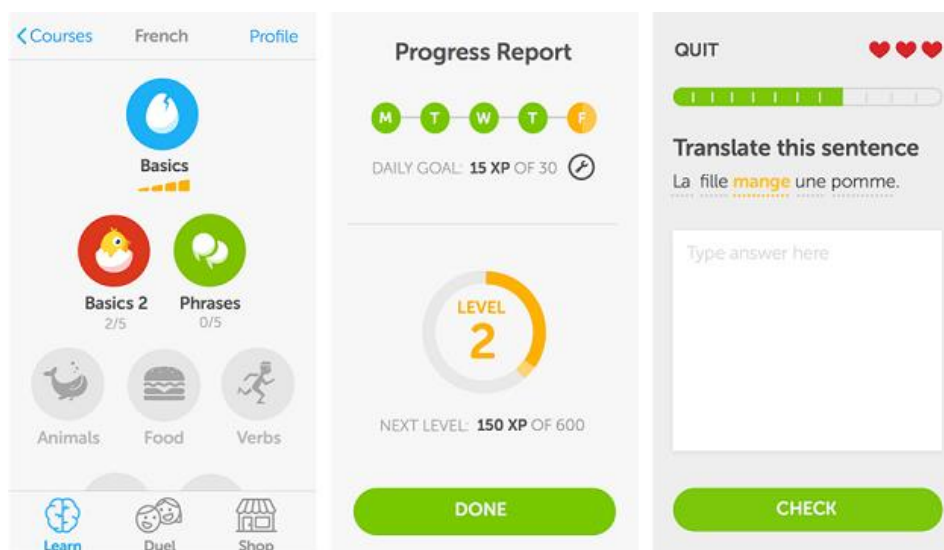 Courses French Profile
Basics
Basics 2 Phrases
2/5 0/5
Animals Food Verbs
Learn Duel Shop
Progress Report
M T W T F
DAILY GOAL: 15 XP OF 30
LEVEL
2
NEXT LEVEL: 150 XP OF 600
DONE
QUIT
Translate this sentence
La fille mange une pomme.
Type answer here
CHECK